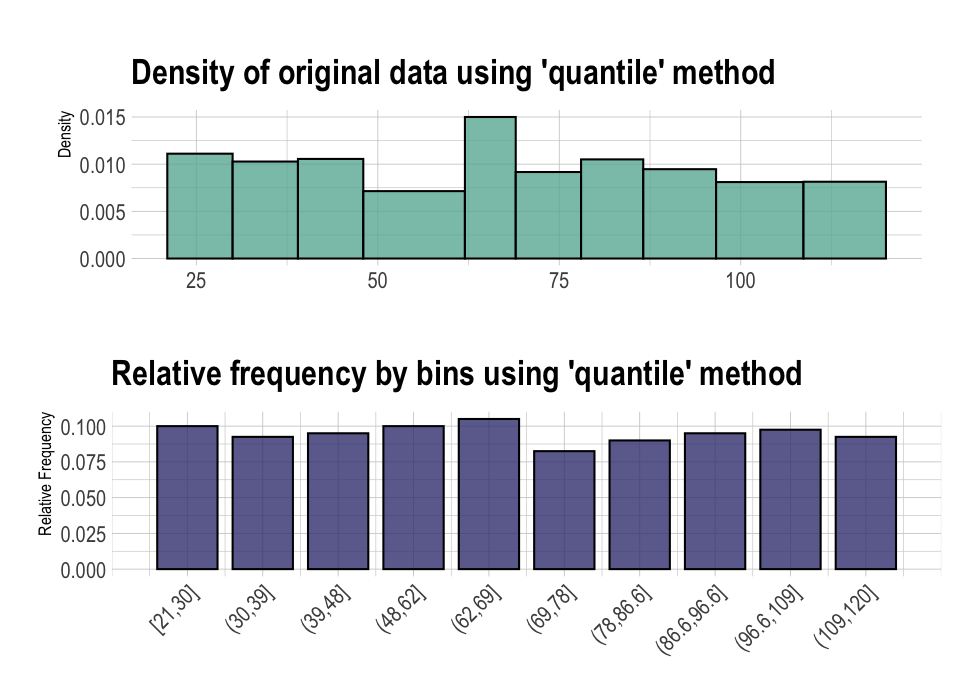 Density of original data using 'quantile' method
Density
0.015
0.010
0.005
0.000
25 50 75 100
Relative frequency by bins using 'quantile' method
Relative Frequency
0.100
0.075
0.050
0.025
0.000
[21,30] (30,39] (39,48] (48,62] (62,69] (69,78] (78,86.6] (86.6,96.6] (96.6,109] (109,120]